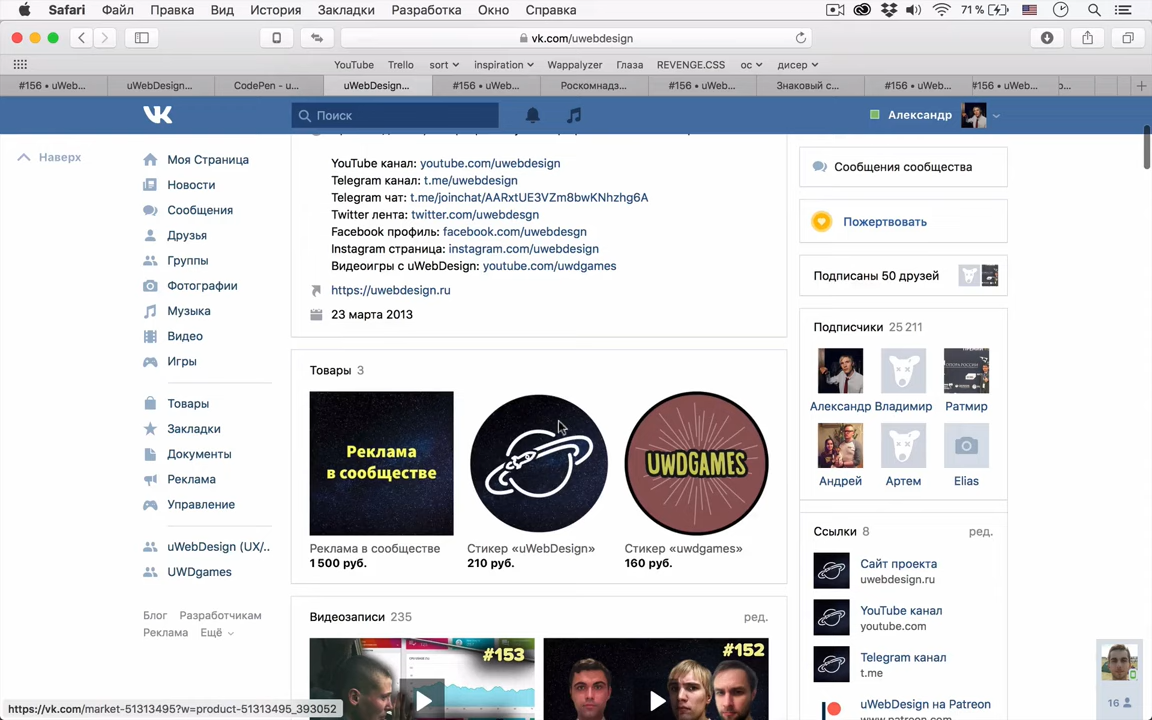 Safari Файл Правка Вид История Закладки Разработка Окно Справка 71 %
vk.com/uwebdesign
YouTube Trello sort inspiration Wappalyzer Глаза REVENGE.CSS ос дисер
#156 • uWeb... uWebDesign... CodePen - u... uWebDesign... #156 • uWeb... Роскомнадз... #156 • uWeb... Знаковый с... #156 • uWeb... #156 • uWeb...
Поиск
Александр
Наверх
Моя Страница
Новости
Сообщения
Друзья
Группы
Фотографии
Музыка
Видео
Игры
Товары
Закладки
Документы
Реклама
Управление
uWebDesign (UX/..
UWDgames
Блог Разработчикам
Реклама Ещё
YouTube канал: youtube.com/uwebdesign
Telegram канал: t.me/uwebdesign
Telegram чат: t.me/joinchat/AARxtUE3VZm8bwKNhzhg6A
Twitter лента: twitter.com/uwebdesgn
Facebook профиль: facebook.com/uwebdesgn
Instagram страница: instagram.com/uwebdesign
Видеоигры с uWebDesign: youtube.com/uwdgames
https://uwebdesign.ru
23 марта 2013
Товары 3
Реклама
в сообществе
UWDGAMES
Реклама в сообществе
1 500 руб.
Стикер «uWebDesign»
210 руб.
Стикер «uwdgames»
160 руб.
Видеозаписи 235
ред.
#153
#152
Сообщения сообщества
Пожертвовать
Подписаны 50 друзей
Подписчики 25 211
Александр Владимир Ратмир
Андрей Артем Elias
Ссылки 8
ред.
Сайт проекта
uwebdesign.ru
YouTube канал
youtube.com
Telegram канал
t.me
uWebDesign на Patreon
www.patreon.com
16
https://vk.com/market-51313495?w=product-51313495_393052